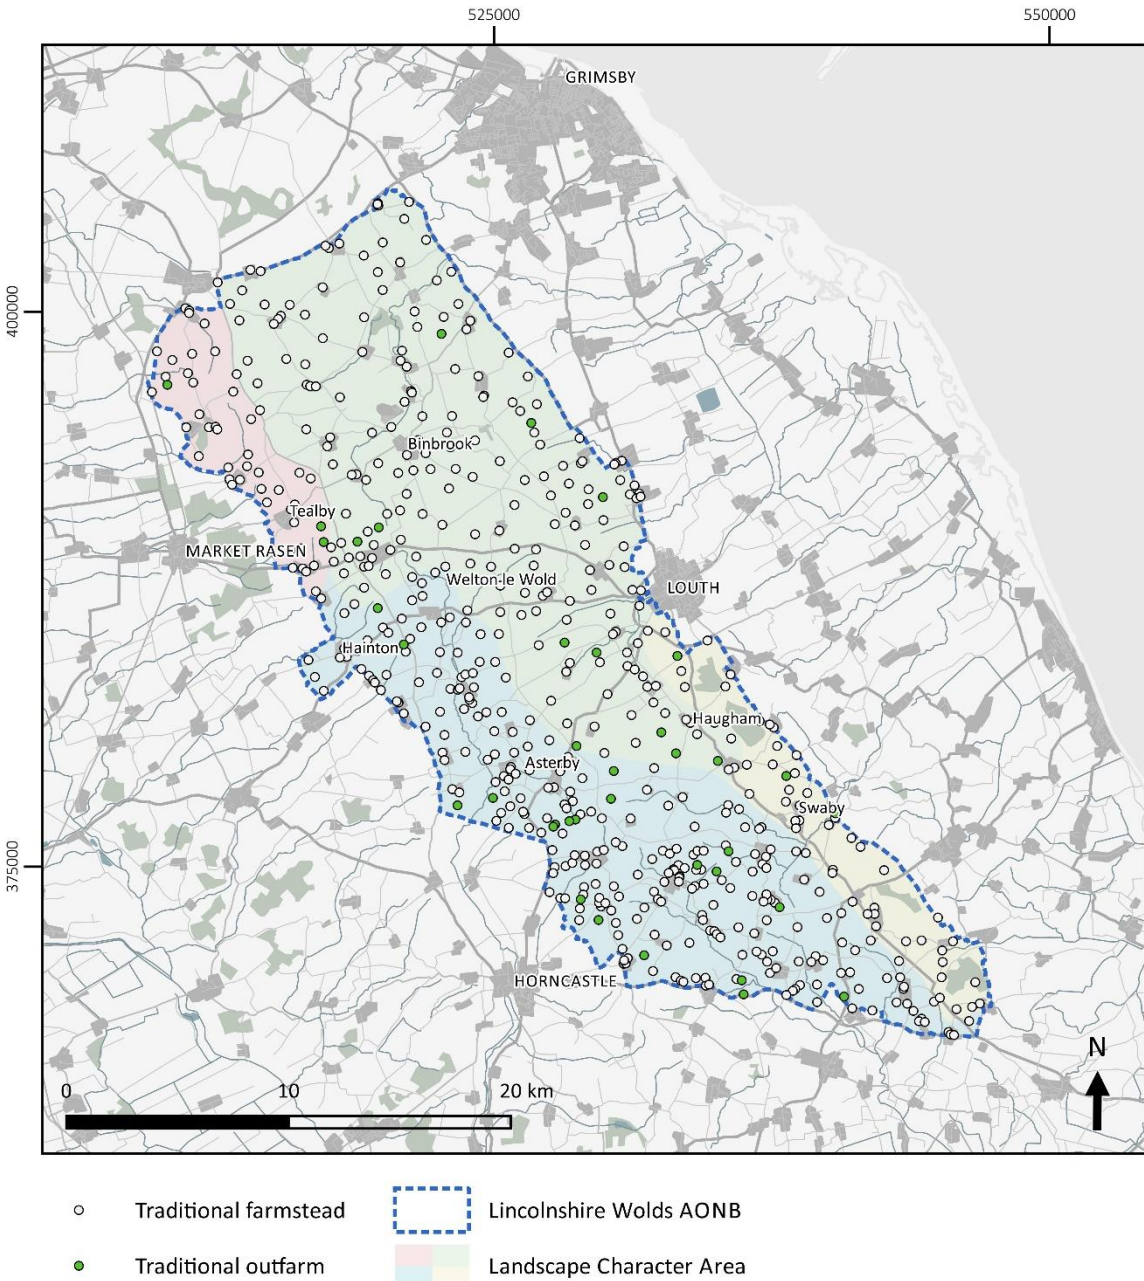 525000
550000
GRIMSBY
400000
Binbrook
Tealby
MARKET RASEN
Welton le Wold
LOUTH
Hainton
Haugham
Asterby
Swaby
375000
HORNCASTLE
N
0 10 20 km
Traditional farmstead
Lincolnshire Wolds AONB
Traditional outfarm
Landscape Character Area